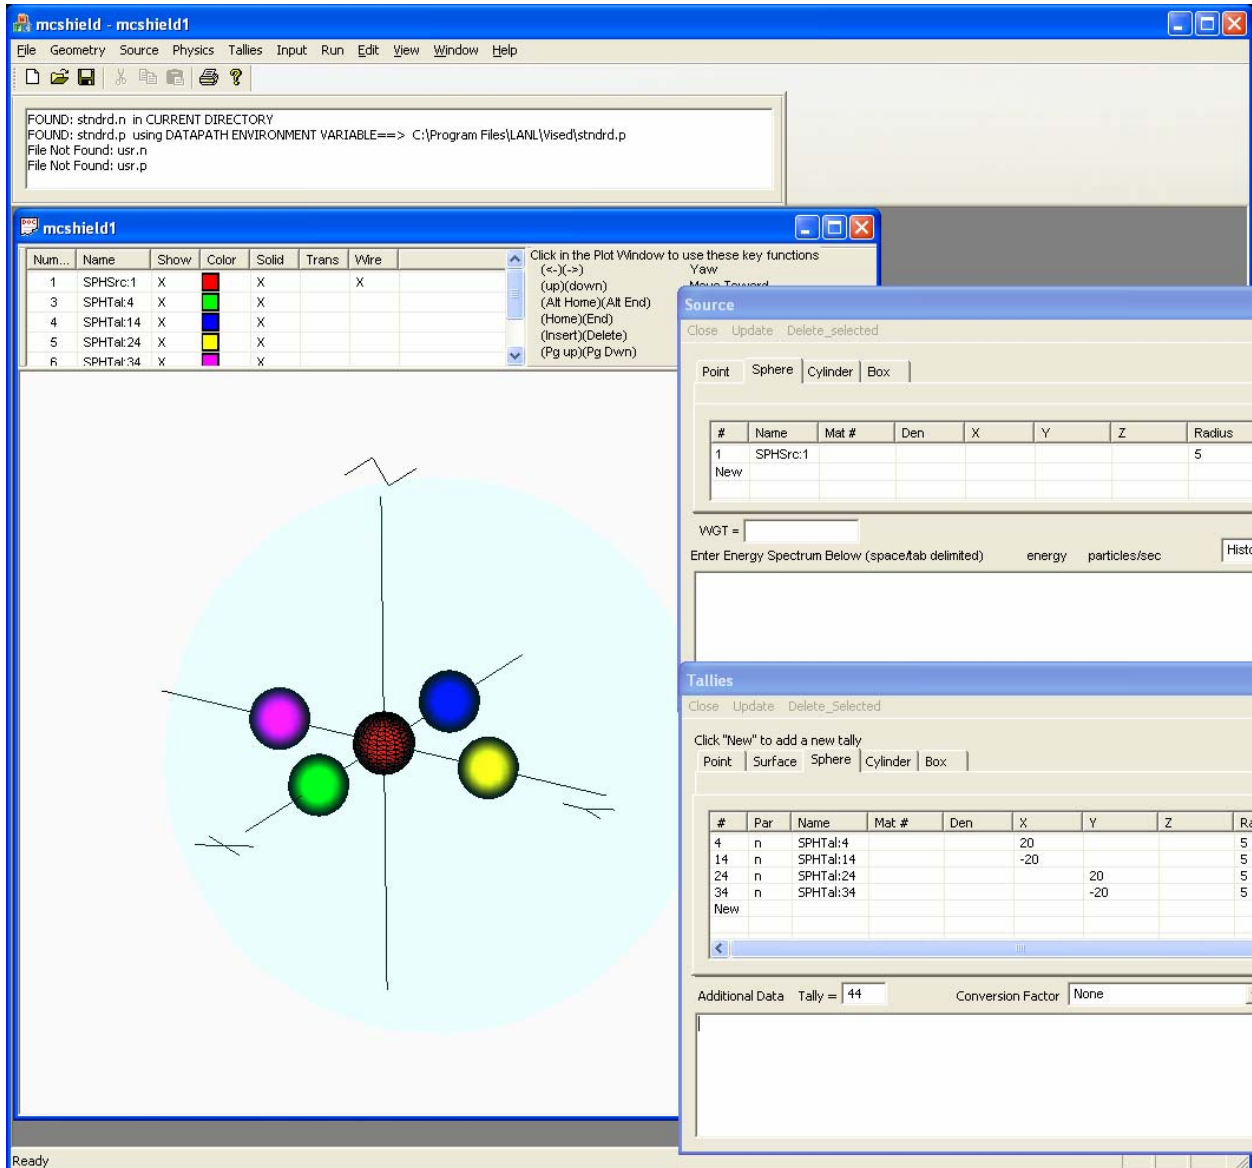 mcshield - mcshield1
File Geometry Source Physics Tallies Input Run Edit View Window Help
FOUND: stndrd.n in CURRENT DIRECTORY
FOUND: stndrd.p using DATAPATH ENVIRONMENT VARIABLE==> C:\Program Files\LANL\Vised\stndrd.p
File Not Found: usr.n
File Not Found: usr.p
mcshield1
Num... Name Show Color Solid Trans Wire
1 SPHSrc:1 X X X
3 SPHTal:4 X X
4 SPHTal:14 X X
5 SPHTal:24 X X
6 SPHTal:34 X X
Click in the Plot Window to use these key functions
(<-)(->) Yaw
(up)(down) Move Toward
(Alt Home)(Alt End)
(Home)(End)
(Insert)(Delete)
(Pg up)(Pg Dwn)
Source
Close Update Delete_selected
Point Sphere Cylinder Box
# Name Mat # Den X Y Z Radius
1 SPHSrc:1 5
New
WGT =
Enter Energy Spectrum Below (space/tab delimited) energy particles/sec Histo
Tallies
Close Update Delete_Selected
Click "New" to add a new tally
Point Surface Sphere Cylinder Box
# Par Name Mat # Den X Y Z Ra
4 n SPHTal:4 20 5
14 n SPHTal:14 -20 5
24 n SPHTal:24 20 5
34 n SPHTal:34 -20 5
New
Additional Data Tally = 44 Conversion Factor None
Z
X
Y
Ready